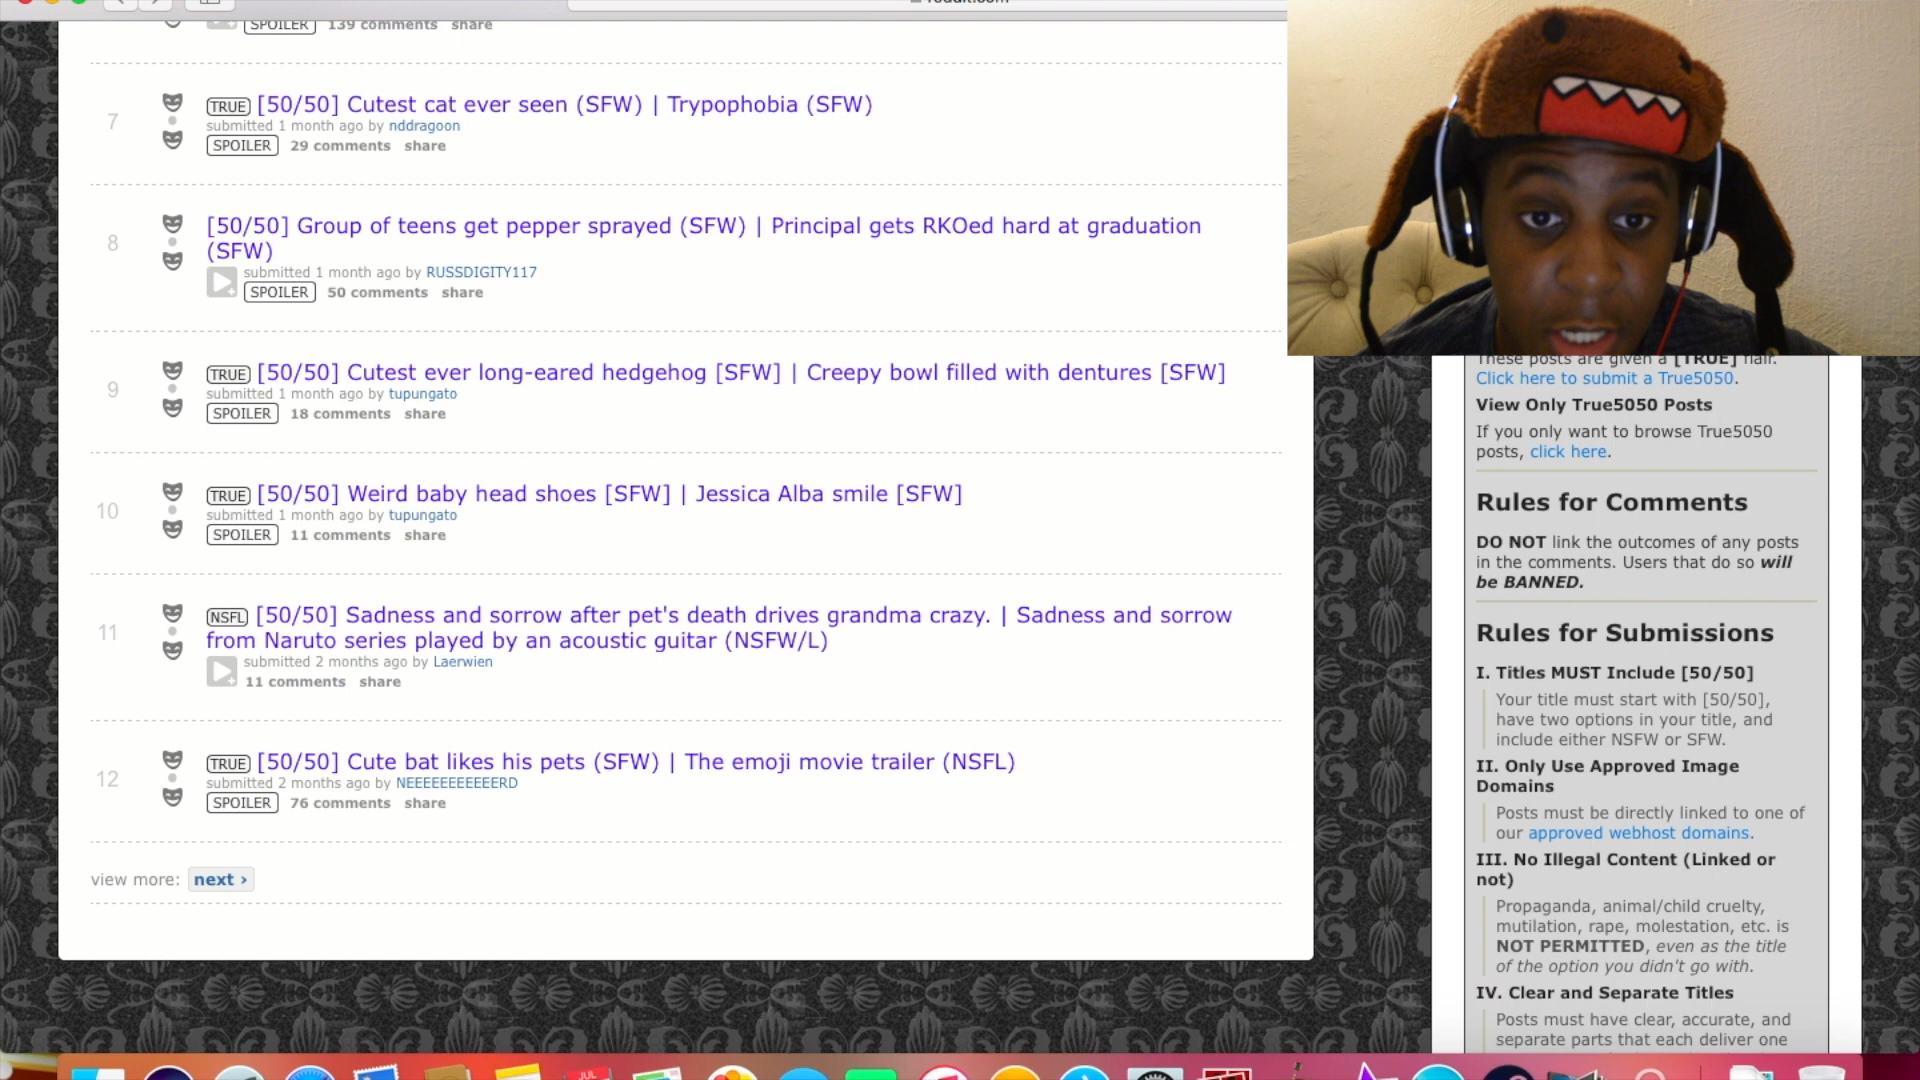 reddit.com
SPOILER 139 comments share
7
TRUE [50/50] Cutest cat ever seen (SFW) | Trypophobia (SFW)
submitted 1 month ago by nddragoon
SPOILER 29 comments share
8
[50/50] Group of teens get pepper sprayed (SFW) | Principal gets RKOed hard at graduation
(SFW)
submitted 1 month ago by RUSSDIGITY117
SPOILER 50 comments share
9
TRUE [50/50] Cutest ever long-eared hedgehog [SFW] | Creepy bowl filled with dentures [SFW]
submitted 1 month ago by tupungato
SPOILER 18 comments share
10
TRUE [50/50] Weird baby head shoes [SFW] | Jessica Alba smile [SFW]
submitted 1 month ago by tupungato
SPOILER 11 comments share
11
NSFL [50/50] Sadness and sorrow after pet's death drives grandma crazy. | Sadness and sorrow
from Naruto series played by an acoustic guitar (NSFW/L)
submitted 2 months ago by Laerwien
11 comments share
12
TRUE [50/50] Cute bat likes his pets (SFW) | The emoji movie trailer (NSFL)
submitted 2 months ago by NEEEEEEEEEEERD
SPOILER 76 comments share
view more: next ›
These posts are given a [TRUE] flair.
Click here to submit a True5050.
View Only True5050 Posts
If you only want to browse True5050
posts, click here.
Rules for Comments
DO NOT link the outcomes of any posts
in the comments. Users that do so will
be BANNED.
Rules for Submissions
I. Titles MUST Include [50/50]
Your title must start with [50/50],
have two options in your title, and
include either NSFW or SFW.
II. Only Use Approved Image
Domains
Posts must be directly linked to one of
our approved webhost domains.
III. No Illegal Content (Linked or
not)
Propaganda, animal/child cruelty,
mutilation, rape, molestation, etc. is
NOT PERMITTED, even as the title
of the option you didn't go with.
IV. Clear and Separate Titles
Posts must have clear, accurate, and
separate parts that each deliver one
JUL